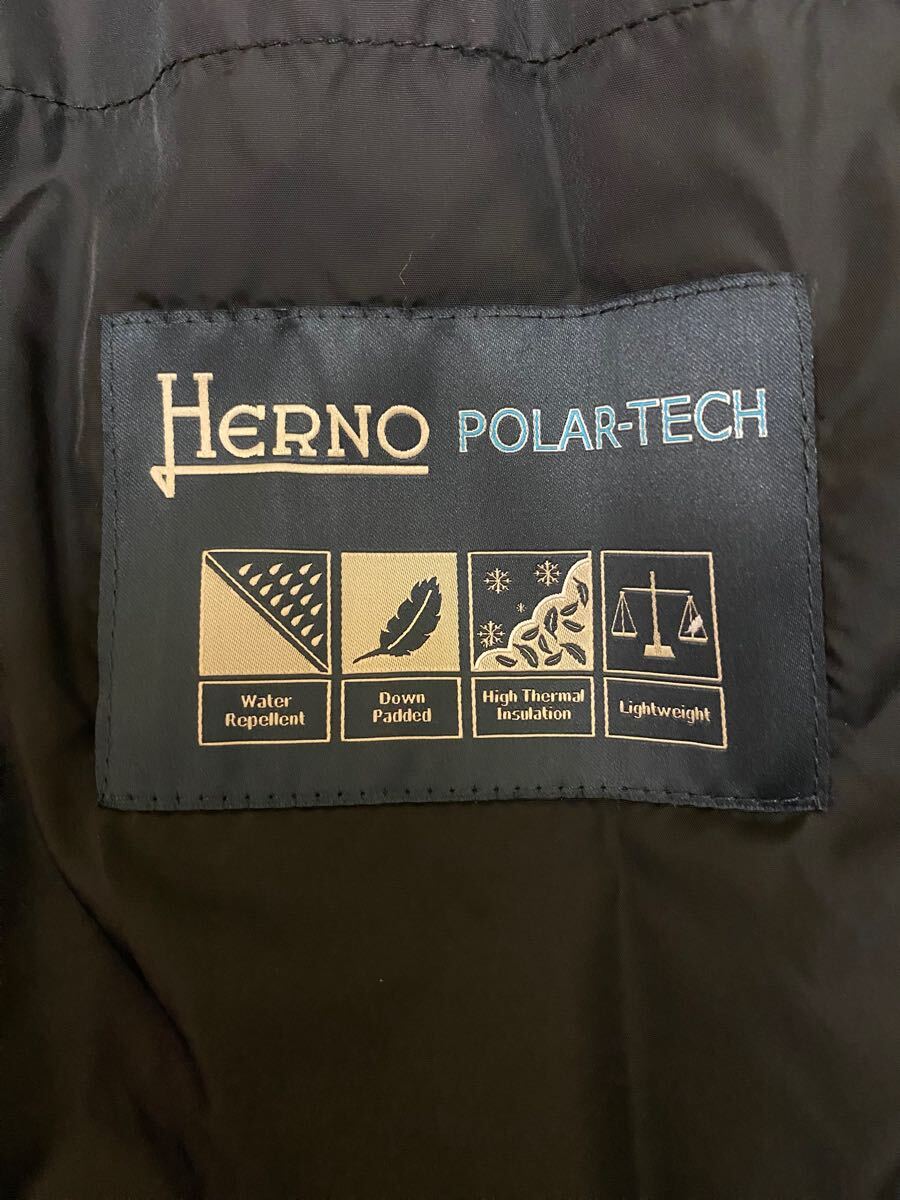 HERNO POLAR-TECH
Water
Repellent
Down
Padded
High Thermal
Insulation
Lightweight